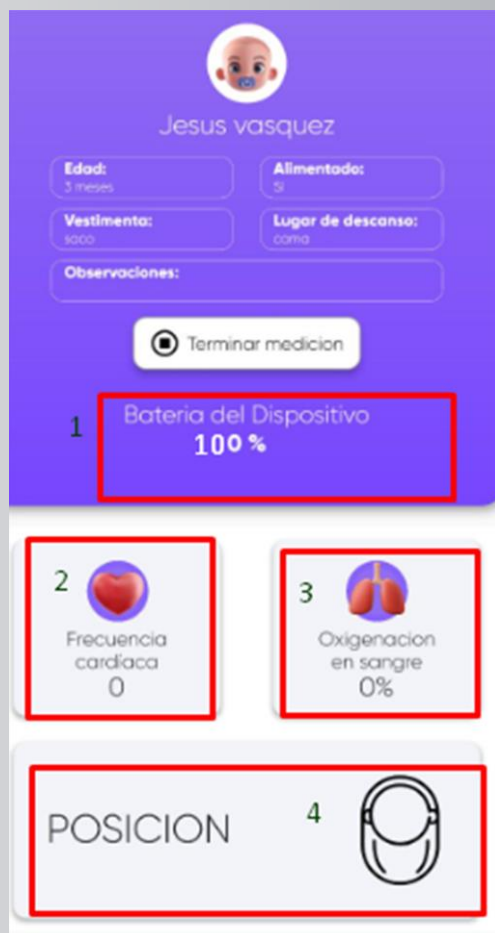 Jesus vasquez
Edad:
3 meses
Alimentado:
SI
Vestimenta:
saco
Lugar de descanso:
cama
Observaciones:
Terminar medicion
1
Bateria del Dispositivo
100 %
2
Frecuencia
cardíaca
0
3
Oxigenacion
en sangre
0%
POSICION
4